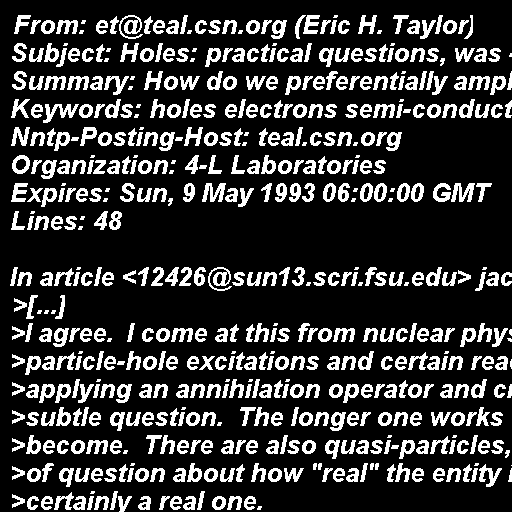 From: et@teal.csn.org (Eric H. Taylor)
Subject: Holes: practical questions, was
Summary: How do we preferentially ampl
Keywords: holes electrons semi-conduct
Nntp-Posting-Host: teal.csn.org
Organization: 4-L Laboratories
Expires: Sun, 9 May 1993 06:00:00 GMT
Lines: 48

In article <12426@sun13.scri.fsu.edu> jac
>[...]
>I agree.  I come at this from nuclear phys
>particle-hole excitations and certain rea
>applying an annihilation operator and cr
>subtle question.  The longer one works
>become.  There are also quasi-particles,
>of question about how "real" the entity i
>certainly a real one.